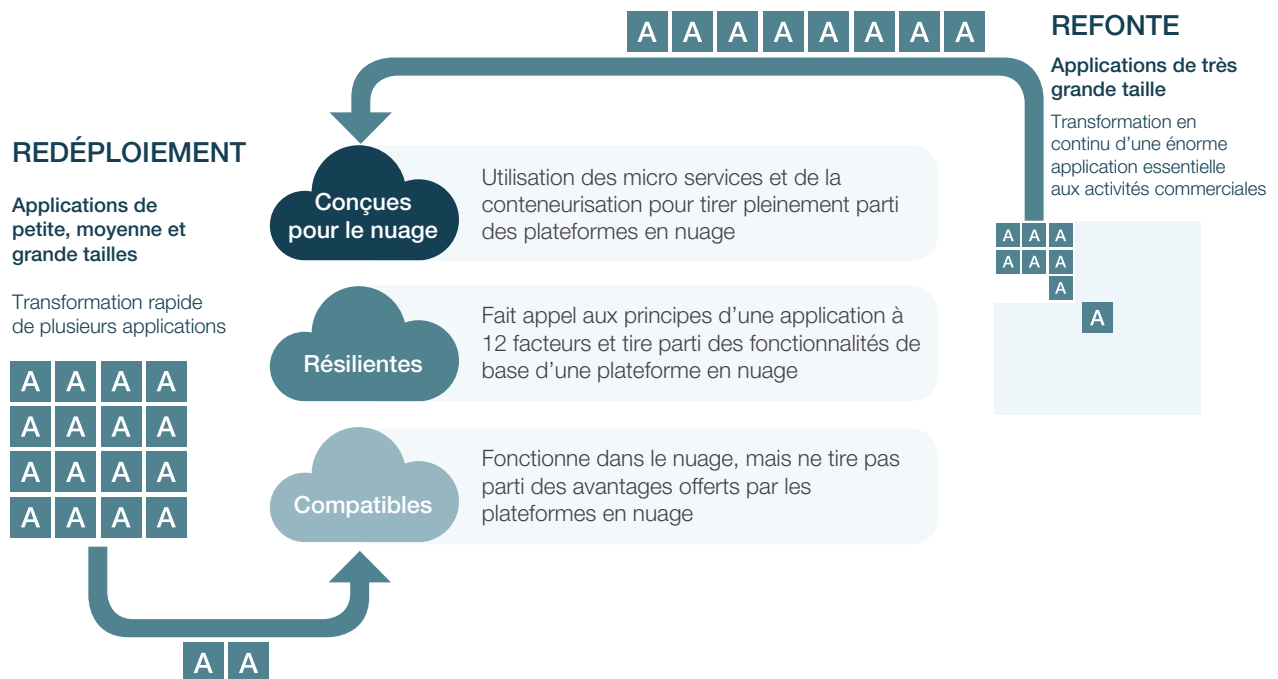 REDÉPLOIEMENT
Applications de
petite, moyenne et
grande tailles
Transformation rapide
de plusieurs applications
A A A A
A A A A
A A A A
A A A A
A A
A A A A A A A A
Conçues
pour le nuage
Utilisation des micro services et de la
conteneurisation pour tirer pleinement parti
des plateformes en nuage
Résilientes
Fait appel aux principes d’une application à
12 facteurs et tire parti des fonctionnalités de
base d’une plateforme en nuage
Compatibles
Fonctionne dans le nuage, mais ne tire pas
parti des avantages offerts par les
plateformes en nuage
REFONTE
Applications de très
grande taille
Transformation en
continu d’une énorme
application essentielle
aux activités commerciales
A A A
A A A
A
A